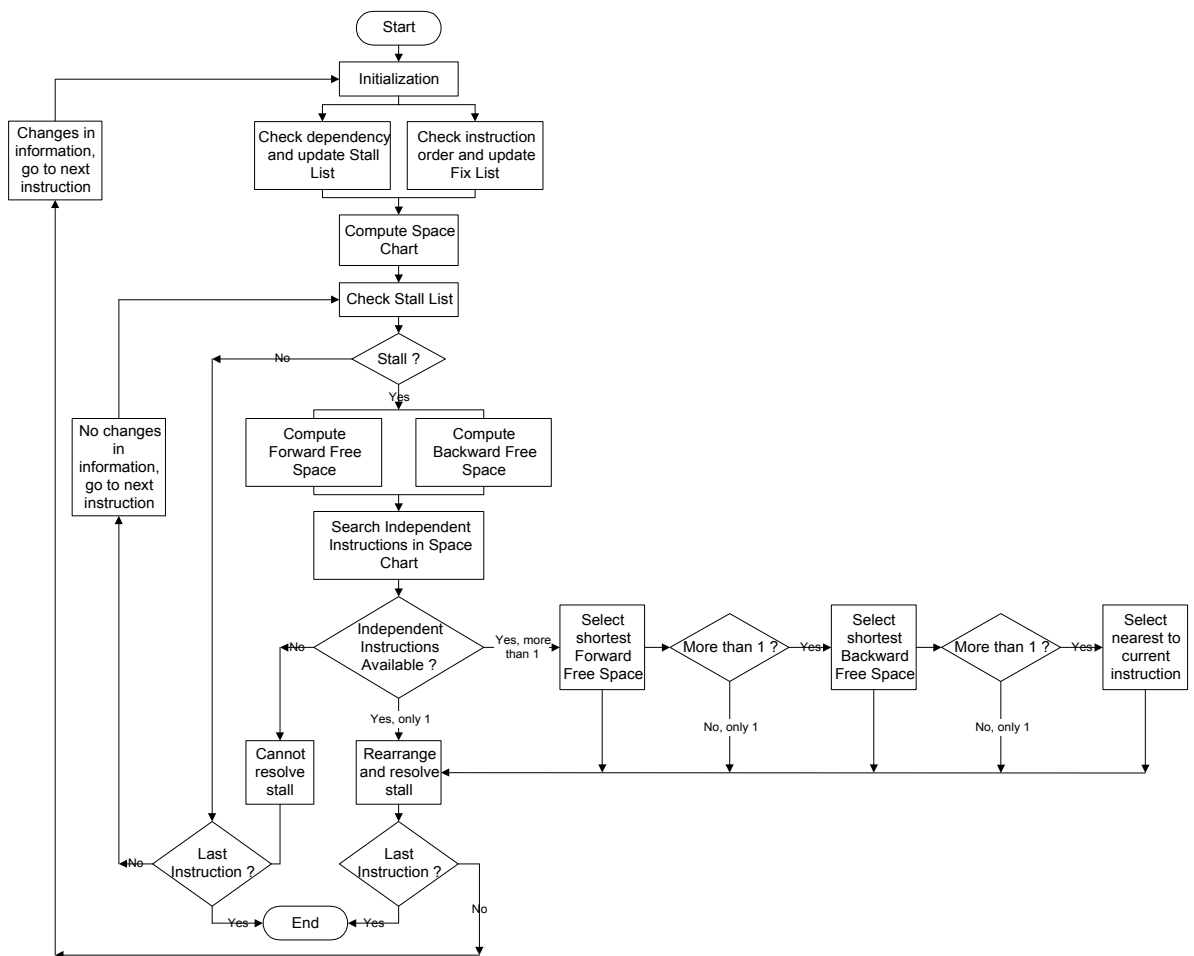 Start
Initialization
Changes in
information,
go to next
instruction
Check dependency
and update Stall
List
Check instruction
order and update
Fix List
Compute Space
Chart
Check Stall List
Stall ?
No
Yes
No changes
in
information,
go to next
instruction
Compute
Forward Free
Space
Compute
Backward Free
Space
Search Independent
Instructions in Space
Chart
Independent
Instructions
Available ?
No
Yes, more
than 1
Select
shortest
Forward
Free Space
More than 1 ?
Yes
Select
shortest
Backward
Free Space
More than 1 ?
Yes
Select
nearest to
current
instruction
Yes, only 1
No, only 1
No, only 1
Cannot
resolve
stall
Rearrange
and resolve
stall
Last
Instruction ?
No
Last
Instruction ?
No
Yes
End
Yes